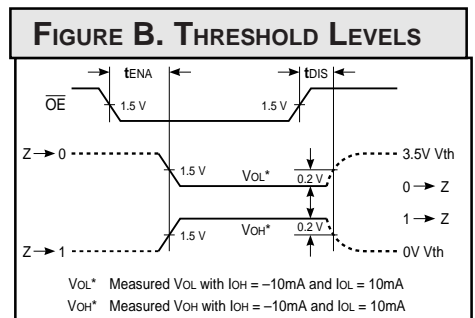 FIGURE B. THRESHOLD LEVELS
tENA tDIS
OE 1.5 V 1.5 V
Z 0 1.5 V VOL* 0.2 V 3.5V Vth
0 Z
1 Z
Z 1 1.5 V VOH* 0.2 V 0V Vth
VOL* Measured VOL with IOH = –10mA and IOL = 10mA
VOH* Measured VOH with IOH = –10mA and IOL = 10mA